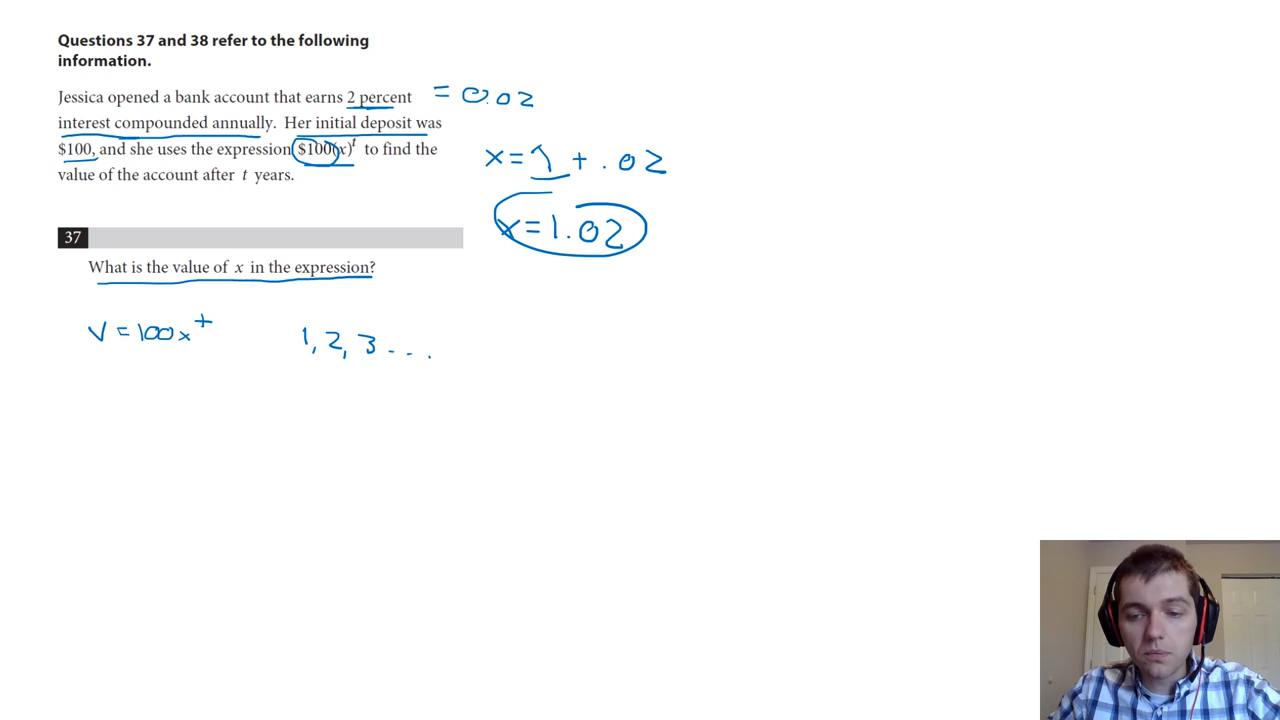 Questions 37 and 38 refer to the following
information.
Jessica opened a bank account that earns 2 percent = 0.02
interest compounded annually. Her initial deposit was
$100, and she uses the expression $100(x)^t to find the
value of the account after t years.
x = 1 + .02
x = 1.02
37
What is the value of x in the expression?
V = 100x^t
1, 2, 3 ....